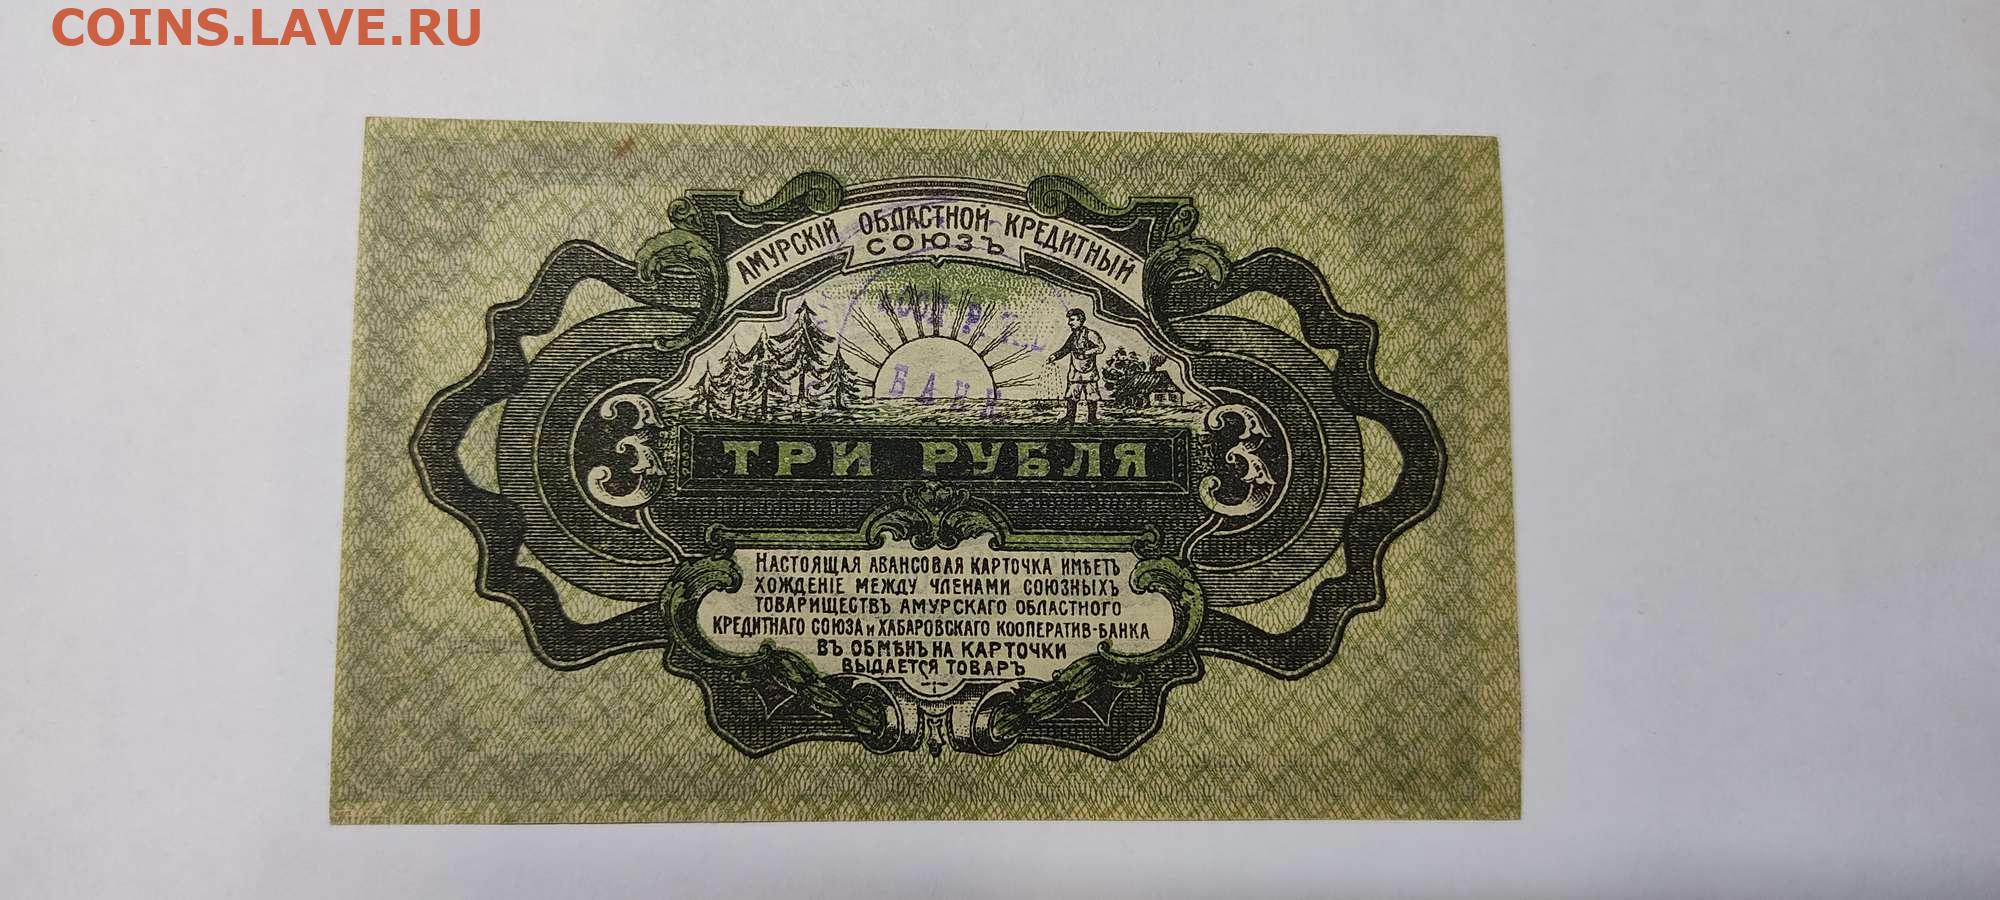 COINS.LAVE.RU
АМУРСКІЙ ОБЛАСТНОЙ КРЕДИТНЫЙ
СОЮЗЪ
БАНК
3 ТРИ РУБЛЯ 3
НАСТОЯЩАЯ АВАНСОВАЯ КАРТОЧКА ИМѢЕТЪ
ХОЖДЕНІЕ МЕЖДУ ЧЛЕНАМИ СОЮЗНЫХЪ
ТОВАРИЩЕСТВЪ АМУРСКАГО ОБЛАСТНОГО
КРЕДИТНАГО СОЮЗА И ХАБАРОВСКАГО КООПЕРАТИВ-БАНКА
ВЪ ОБМѢНЪ НА КАРТОЧКИ
ВЫДАЕТСЯ ТОВАРЪ